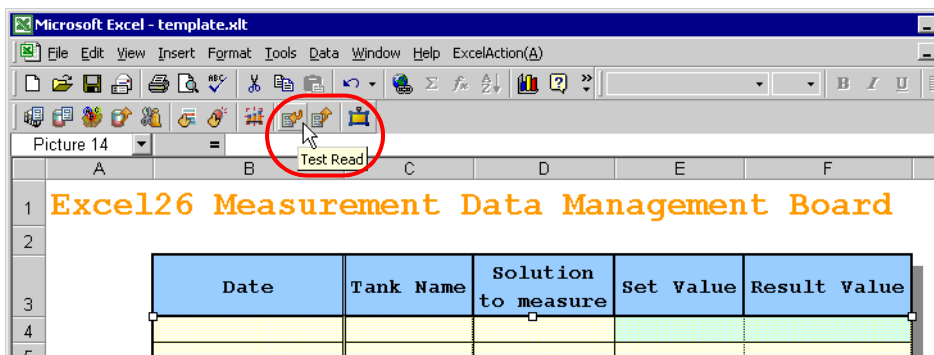 Microsoft Excel - template.xlt
File Edit View Insert Format Tools Data Window Help ExcelAction(A)
B I U
Picture 14 =
Test Read
A B C D E F
1 Excel26 Measurement Data Management Board
2
3 Date Tank Name Solution to measure Set Value Result Value
4